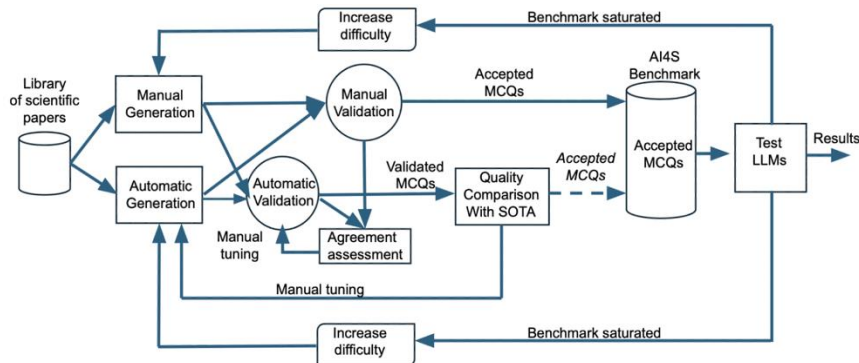 Increase
difficulty
Benchmark saturated
Library
of scientific
papers
Manual
Generation
Manual
Validation
Accepted
MCQs
AI4S
Benchmark
Automatic
Generation
Automatic
Validation
Validated
MCQs
Quality
Comparison
With SOTA
Accepted
MCQs
Accepted
MCQs
Test
LLMs
Results
Manual
tuning
Agreement
assessment
Manual tuning
Increase
difficulty
Benchmark saturated